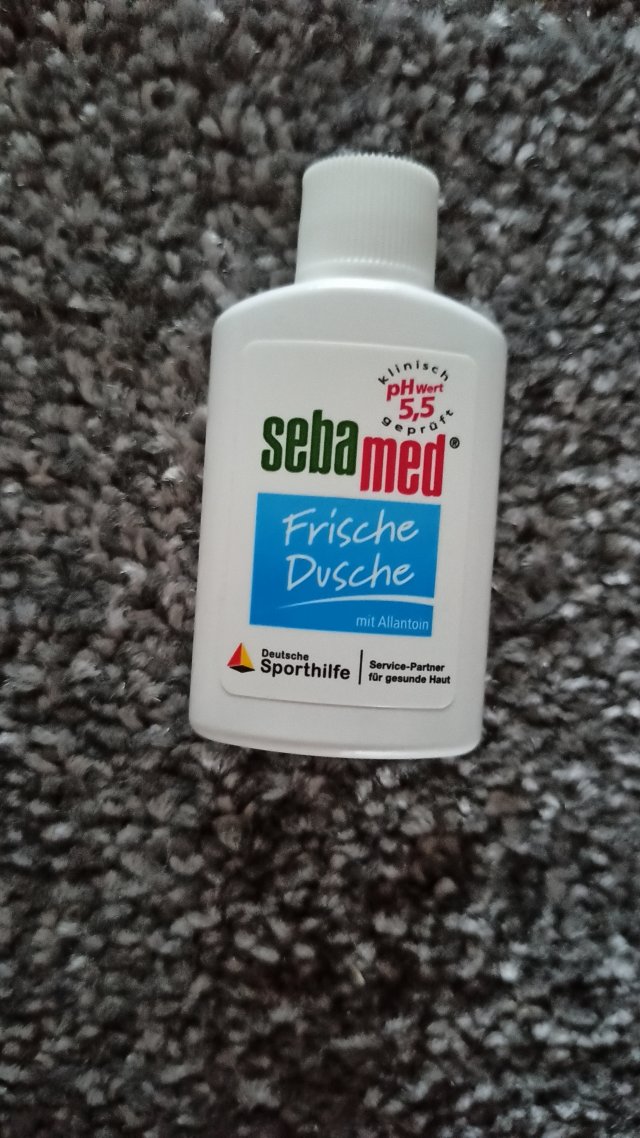 klinisch
pH Wert
5,5
geprüft
sebamed®
Frische
Dusche
mit Allantoin
Deutsche
Sporthilfe
Service-Partner
für gesunde Haut